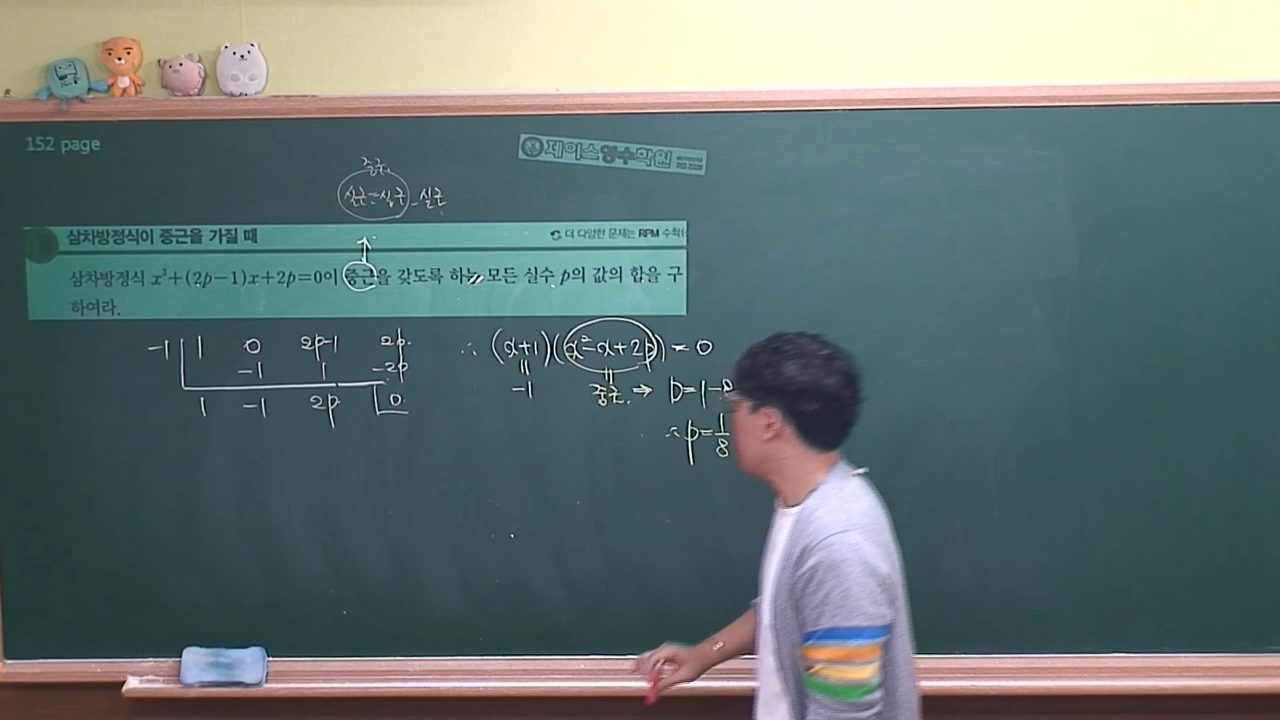 152 page
제이스영수학원
중근.
실근=실근-실근
삼차방정식이 중근을 가질 때
더 다양한 문제는 RPM 수학
삼차방정식 x³+(2p−1)x+2p=0이 중근을 갖도록 하는 모든 실수 p의 값의 합을 구
하여라.
-1 1 0 2p-1 2p
-1 1 -2p
1 -1 2p 0
∴ (x+1)(x²-x+2p) = 0
-1 중근. ⇒ D=1-8
∴ p=1/8